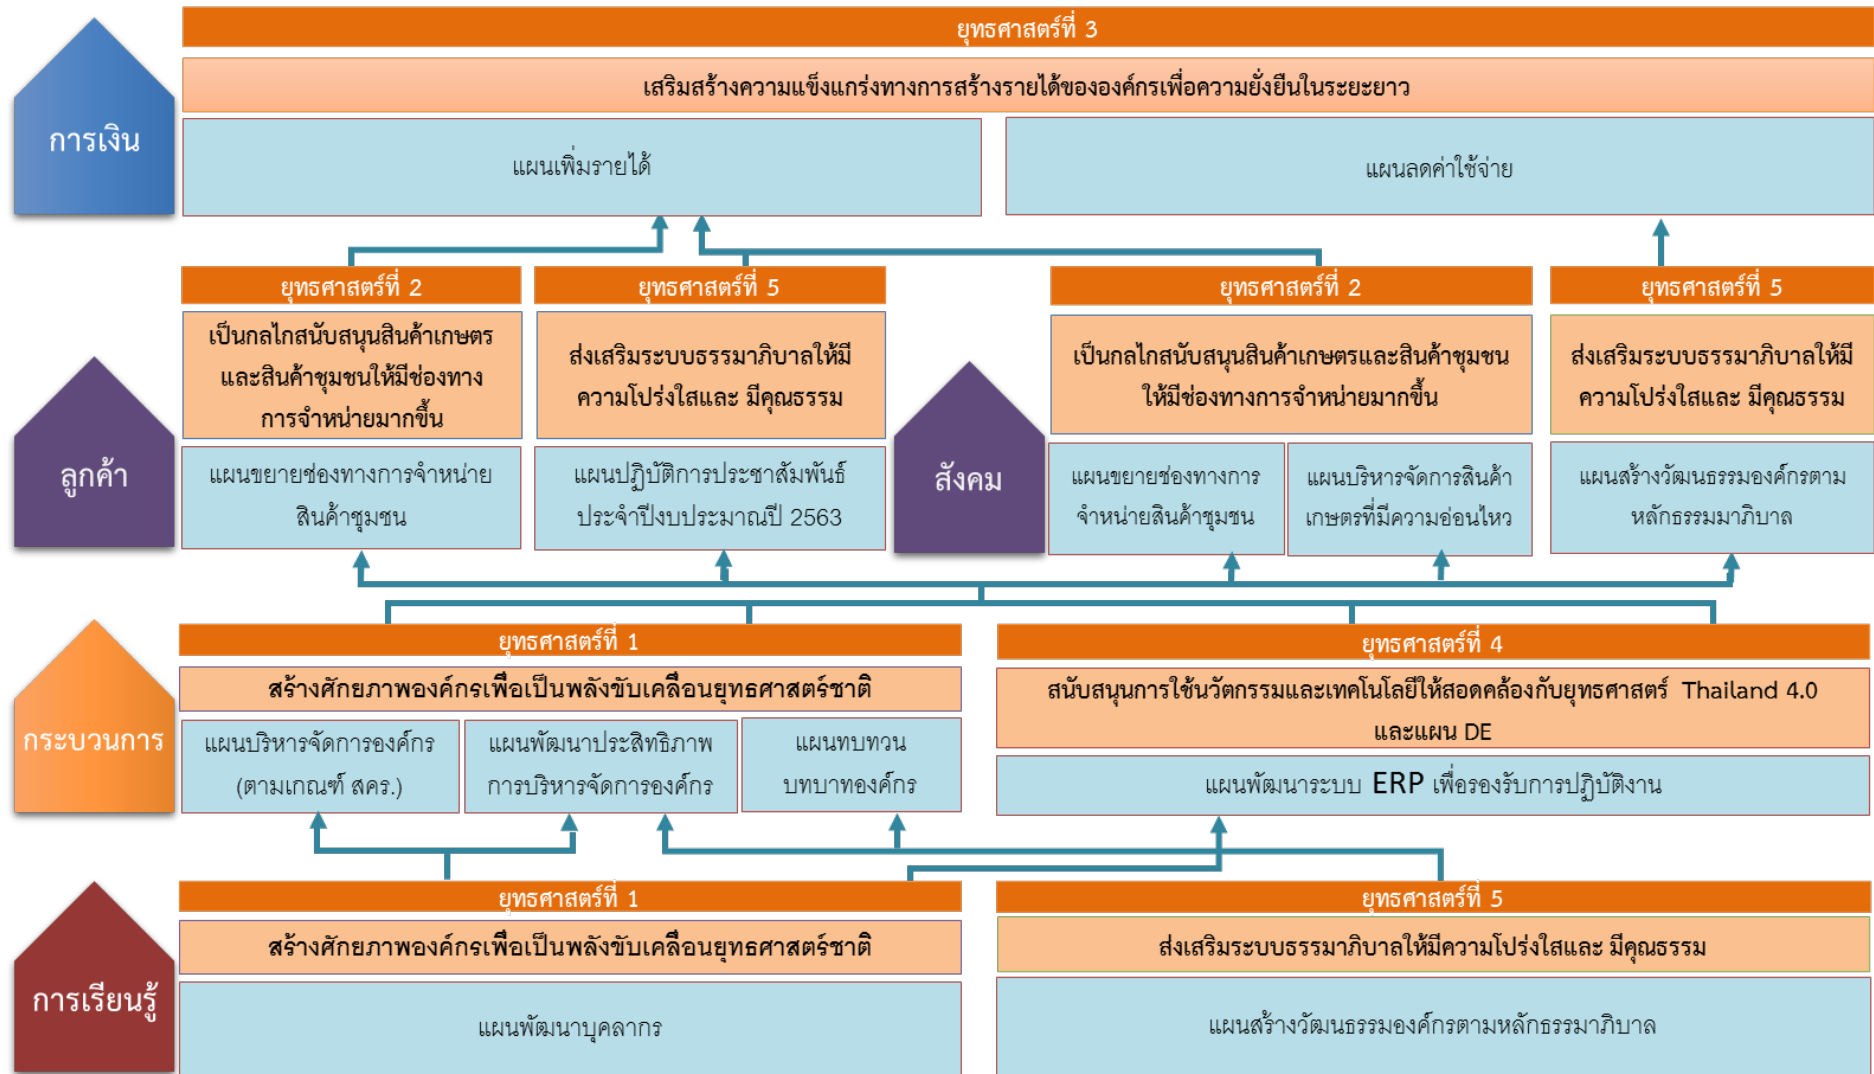 ยุทธศาสตร์ที่ 3
เสริมสร้างความแข็งแกร่งทางการสร้างรายได้ขององค์กรเพื่อความยั่งยืนในระยะยาว
การเงิน
แผนเพิ่มรายได้
แผนลดค่าใช้จ่าย
ยุทธศาสตร์ที่ 2
เป็นกลไกสนับสนุนสินค้าเกษตร
และสินค้าชุมชนให้มีช่องทาง
การจำหน่ายมากขึ้น
ลูกค้า
แผนขยายช่องทางการจำหน่าย
สินค้าชุมชน
ยุทธศาสตร์ที่ 5
ส่งเสริมระบบธรรมาภิบาลให้มี
ความโปร่งใสและ มีคุณธรรม
แผนปฏิบัติการประชาสัมพันธ์
ประจำปีงบประมาณปี 2563
สังคม
ยุทธศาสตร์ที่ 2
เป็นกลไกสนับสนุนสินค้าเกษตรและสินค้าชุมชน
ให้มีช่องทางการจำหน่ายมากขึ้น
แผนขยายช่องทางการ
จำหน่ายสินค้าชุมชน
แผนบริหารจัดการสินค้า
เกษตรที่มีความอ่อนไหว
ยุทธศาสตร์ที่ 5
ส่งเสริมระบบธรรมาภิบาลให้มี
ความโปร่งใสและ มีคุณธรรม
แผนสร้างวัฒนธรรมองค์กรตาม
หลักธรรมมาภิบาล
กระบวนการ
ยุทธศาสตร์ที่ 1
สร้างศักยภาพองค์กรเพื่อเป็นพลังขับเคลื่อนยุทธศาสตร์ชาติ
แผนบริหารจัดการองค์กร
(ตามเกณฑ์ สคร.)
แผนพัฒนาประสิทธิภาพ
การบริหารจัดการองค์กร
แผนทบทวน
บทบาทองค์กร
ยุทธศาสตร์ที่ 4
สนับสนุนการใช้นวัตกรรมและเทคโนโลยีให้สอดคล้องกับยุทธศาสตร์ Thailand 4.0
และแผน DE
แผนพัฒนาระบบ ERP เพื่อรองรับการปฏิบัติงาน
การเรียนรู้
ยุทธศาสตร์ที่ 1
สร้างศักยภาพองค์กรเพื่อเป็นพลังขับเคลื่อนยุทธศาสตร์ชาติ
แผนพัฒนาบุคลากร
ยุทธศาสตร์ที่ 5
ส่งเสริมระบบธรรมาภิบาลให้มีความโปร่งใสและ มีคุณธรรม
แผนสร้างวัฒนธรรมองค์กรตามหลักธรรมาภิบาล